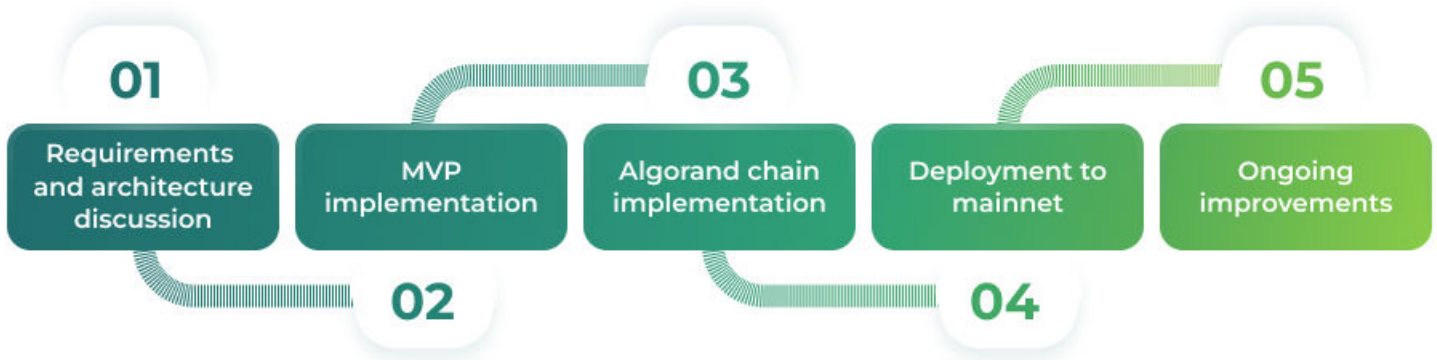 01
Requirements
and architecture
discussion
02
MVP
implementation
03
Algorand chain
implementation
04
Deployment to
mainnet
05
Ongoing
improvements